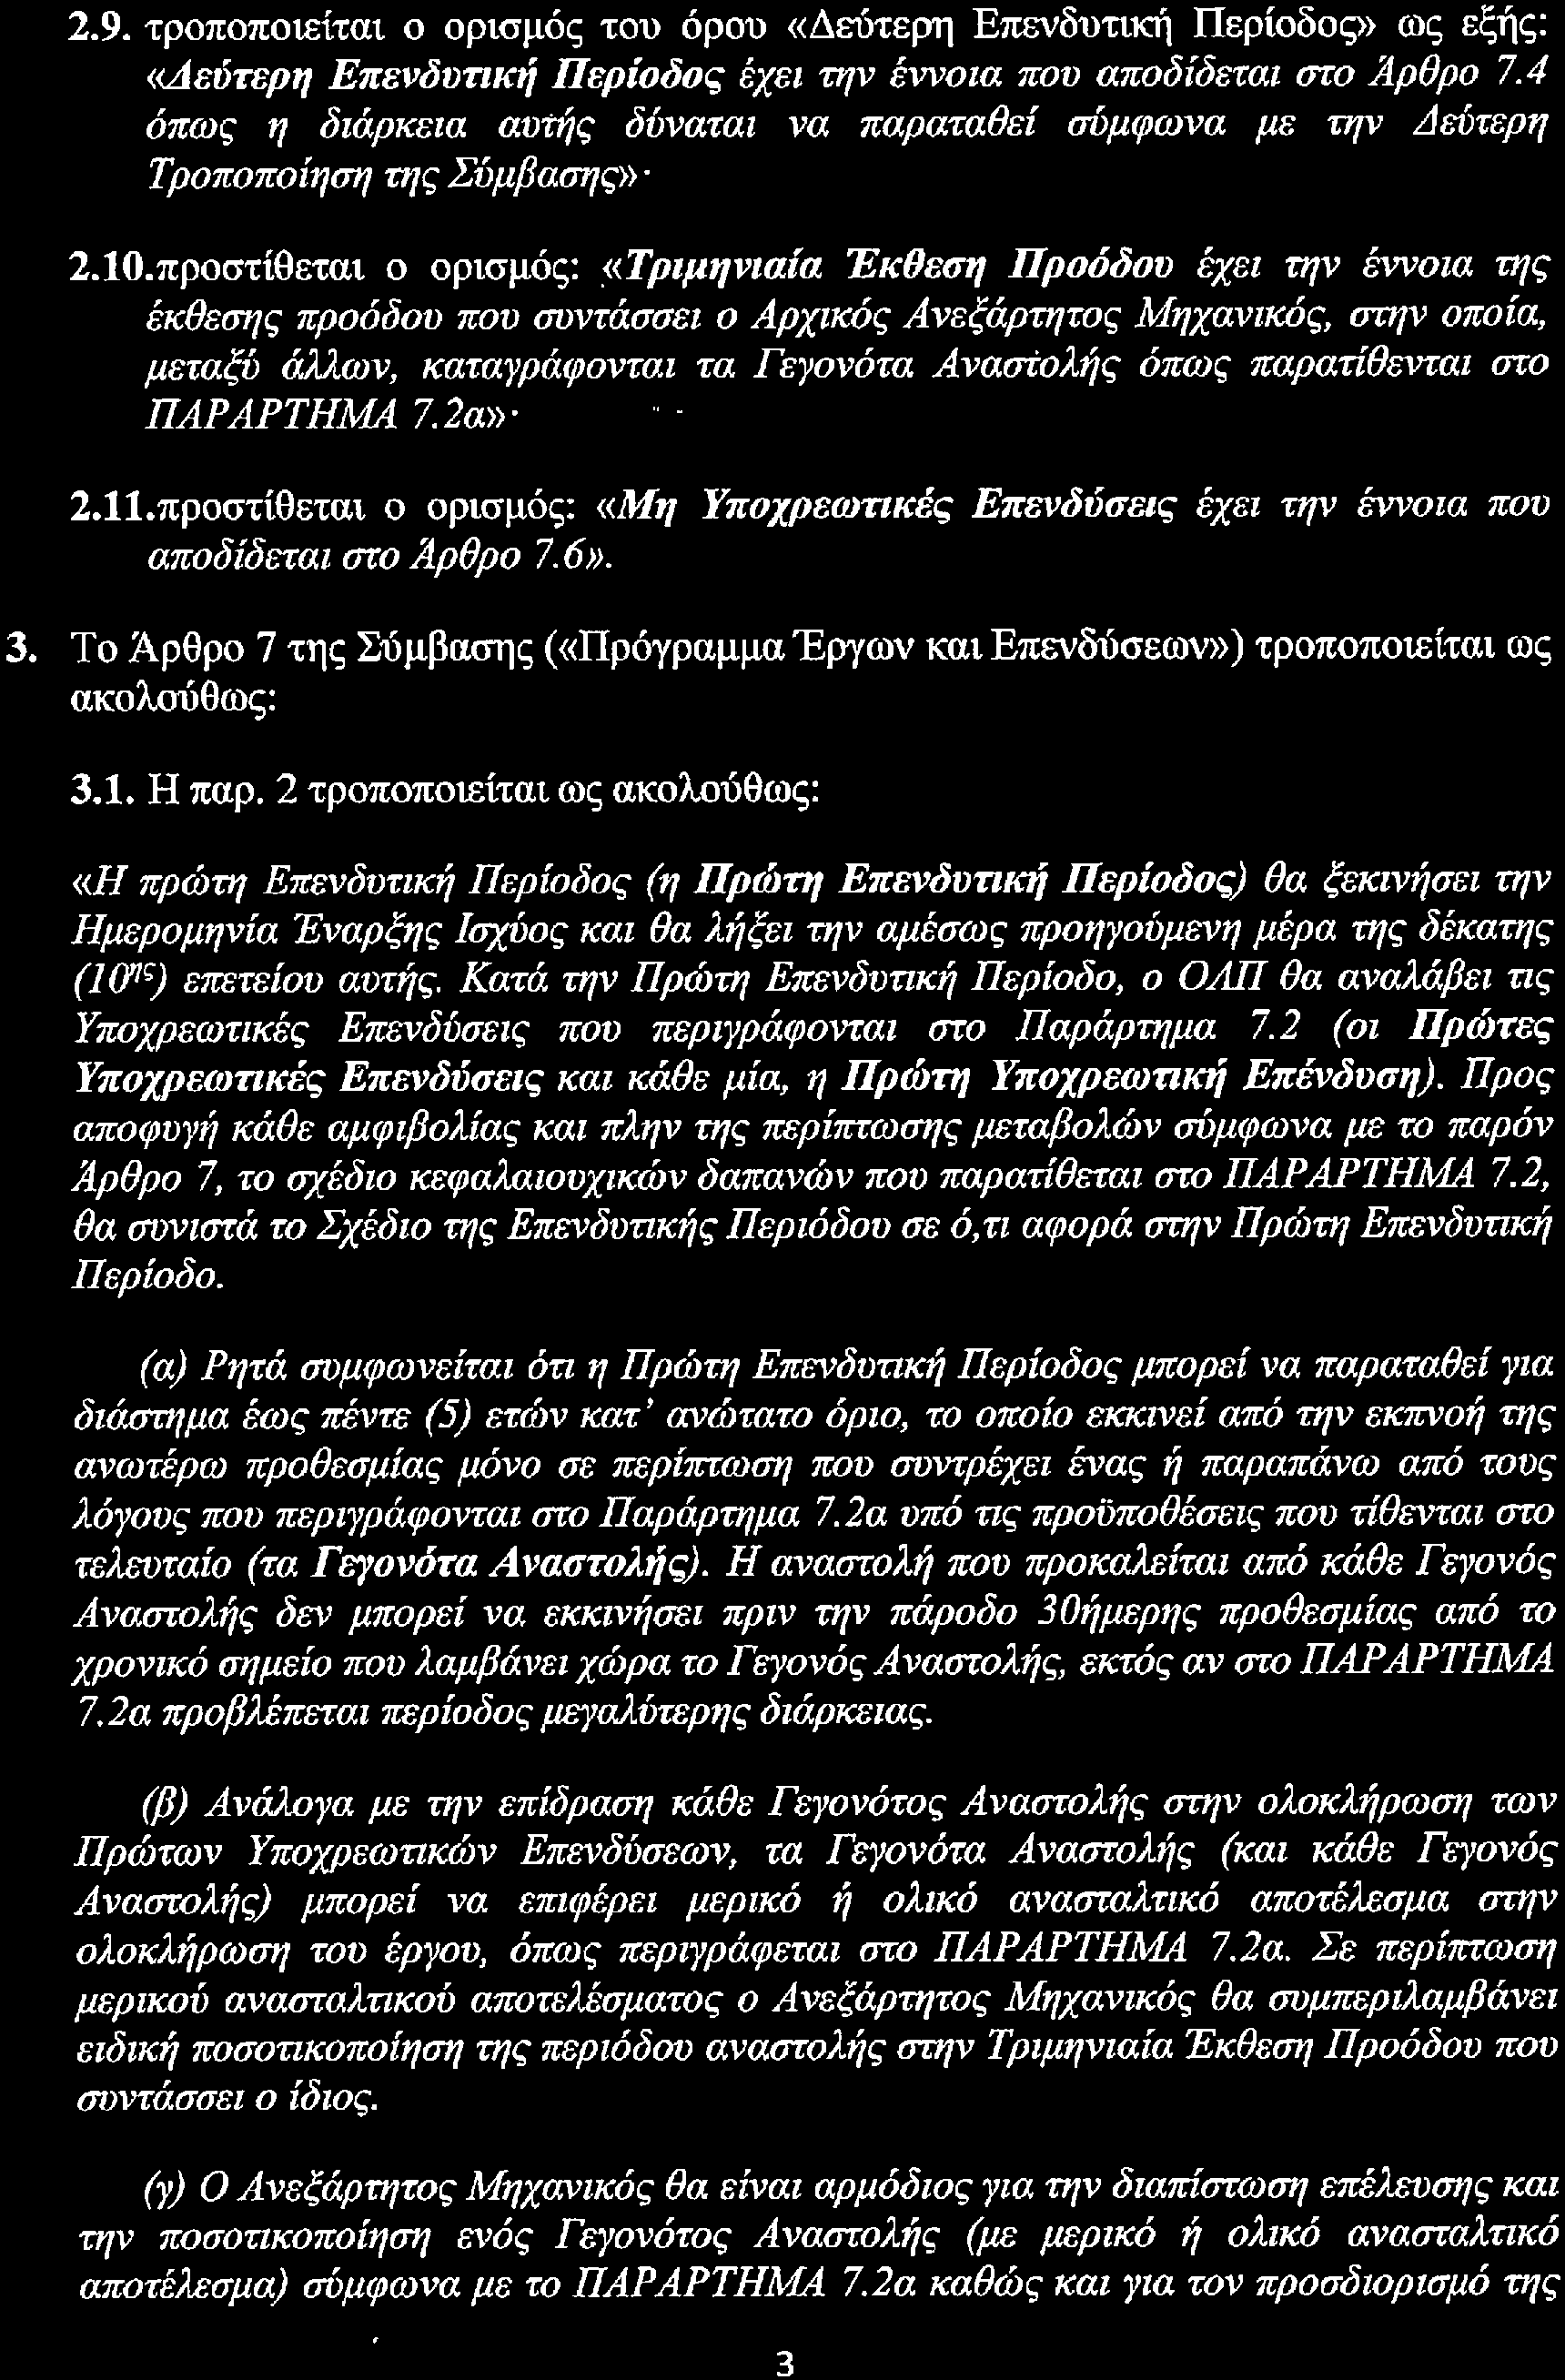 2.9. τροποποιείται ο ορισμός του όρου «Δεύτερη Επενδυτική Περίοδος» ως εξής:
«Δεύτερη Επενδυτική Περίοδος έχει την έννοια που αποδίδεται στο Άρθρο 7.4
όπως η διάρκεια αυτής δύναται να παραταθεί σύμφωνα με την Δεύτερη
Τροποποίηση της Σύμβασης»·
2.10.προστίθεται ο ορισμός: «Τριμηνιαία Έκθεση Προόδου έχει την έννοια της
έκθεσης προόδου που συντάσσει ο Αρχικός Ανεξάρτητος Μηχανικός, στην οποία,
μεταξύ άλλων, καταγράφονται τα Γεγονότα Αναστολής όπως παρατίθενται στο
ΠΑΡΑΡΤΗΜΑ 7.2α»·
2.11.προστίθεται ο ορισμός: «Μη Υποχρεωτικές Επενδύσεις έχει την έννοια που
αποδίδεται στο Άρθρο 7.6».
3. Το Άρθρο 7 της Σύμβασης («Πρόγραμμα Έργων και Επενδύσεων») τροποποιείται ως
ακολούθως:
3.1. Η παρ. 2 τροποποιείται ως ακολούθως:
«Η πρώτη Επενδυτική Περίοδος (η Πρώτη Επενδυτική Περίοδος) θα ξεκινήσει την
Ημερομηνία Έναρξης Ισχύος και θα λήξει την αμέσως προηγούμενη μέρα της δέκατης
(10ης) επετείου αυτής. Κατά την Πρώτη Επενδυτική Περίοδο, ο ΟΛΠ θα αναλάβει τις
Υποχρεωτικές Επενδύσεις που περιγράφονται στο Παράρτημα 7.2 (οι Πρώτες
Υποχρεωτικές Επενδύσεις και κάθε μία, η Πρώτη Υποχρεωτική Επένδυση). Προς
αποφυγή κάθε αμφιβολίας και πλην της περίπτωσης μεταβολών σύμφωνα με το παρόν
Άρθρο 7, το σχέδιο κεφαλαιουχικών δαπανών που παρατίθεται στο ΠΑΡΑΡΤΗΜΑ 7.2,
θα συνιστά το Σχέδιο της Επενδυτικής Περιόδου σε ό,τι αφορά στην Πρώτη Επενδυτική
Περίοδο.
(α) Ρητά συμφωνείται ότι η Πρώτη Επενδυτική Περίοδος μπορεί να παραταθεί για
διάστημα έως πέντε (5) ετών κατ’ ανώτατο όριο, το οποίο εκκινεί από την εκπνοή της
ανωτέρω προθεσμίας μόνο σε περίπτωση που συντρέχει ένας ή παραπάνω από τους
λόγους που περιγράφονται στο Παράρτημα 7.2α υπό τις προϋποθέσεις που τίθενται στο
τελευταίο (τα Γεγονότα Αναστολής). Η αναστολή που προκαλείται από κάθε Γεγονός
Αναστολής δεν μπορεί να εκκινήσει πριν την πάροδο 30ήμερης προθεσμίας από το
χρονικό σημείο που λαμβάνει χώρα το Γεγονός Αναστολής, εκτός αν στο ΠΑΡΑΡΤΗΜΑ
7.2α προβλέπεται περίοδος μεγαλύτερης διάρκειας.
(β) Ανάλογα με την επίδραση κάθε Γεγονότος Αναστολής στην ολοκλήρωση των
Πρώτων Υποχρεωτικών Επενδύσεων, τα Γεγονότα Αναστολής (και κάθε Γεγονός
Αναστολής) μπορεί να επιφέρει μερικό ή ολικό ανασταλτικό αποτέλεσμα στην
ολοκλήρωση του έργου, όπως περιγράφεται στο ΠΑΡΑΡΤΗΜΑ 7.2α. Σε περίπτωση
μερικού ανασταλτικού αποτελέσματος ο Ανεξάρτητος Μηχανικός θα συμπεριλαμβάνει
ειδική ποσοτικοποίηση της περιόδου αναστολής στην Τριμηνιαία Έκθεση Προόδου που
συντάσσει ο ίδιος.
(γ) Ο Ανεξάρτητος Μηχανικός θα είναι αρμόδιος για την διαπίστωση επέλευσης και
την ποσοτικοποίηση ενός Γεγονότος Αναστολής (με μερικό ή ολικό ανασταλτικό
αποτέλεσμα) σύμφωνα με το ΠΑΡΑΡΤΗΜΑ 7.2α καθώς και για τον προσδιορισμό της
3